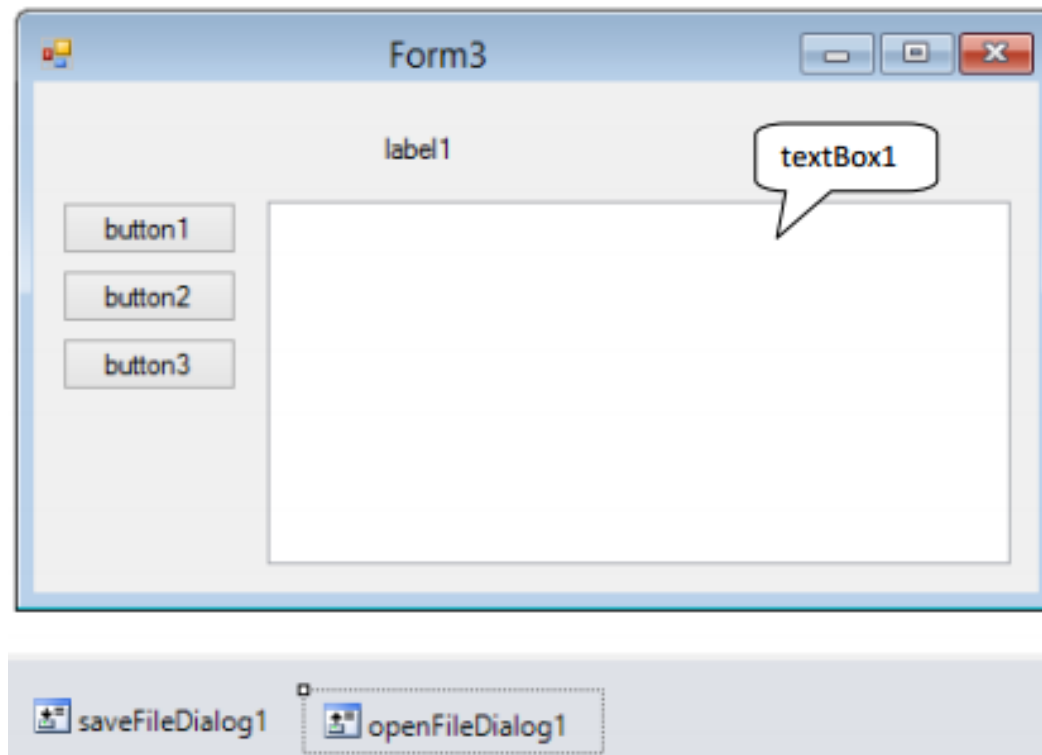 Form3
label1
textBox1
button1
button2
button3
saveFileDialog1
openFileDialog1